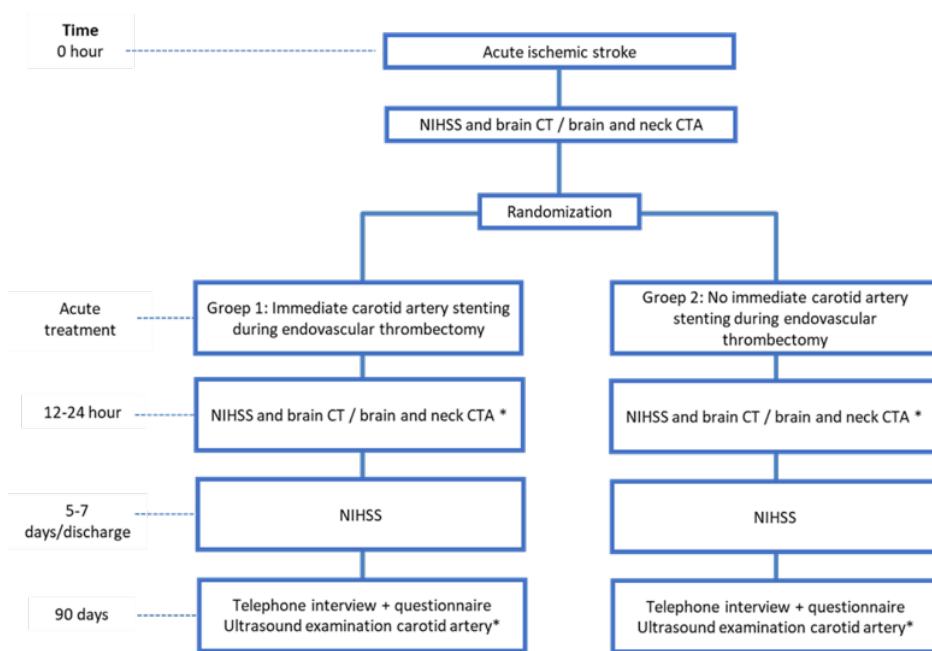 Time
0 hour
Acute ischemic stroke
NIHSS and brain CT / brain and neck CTA
Randomization
Acute
treatment
Groep 1: Immediate carotid artery stenting
during endovascular thrombectomy
Groep 2: No immediate carotid artery
stenting during endovascular
thrombectomy
12-24 hour
NIHSS and brain CT / brain and neck CTA *
NIHSS and brain CT / brain and neck CTA *
5-7
days/discharge
NIHSS
NIHSS
90 days
Telephone interview + questionnaire
Ultrasound examination carotid artery*
Telephone interview + questionnaire
Ultrasound examination carotid artery*